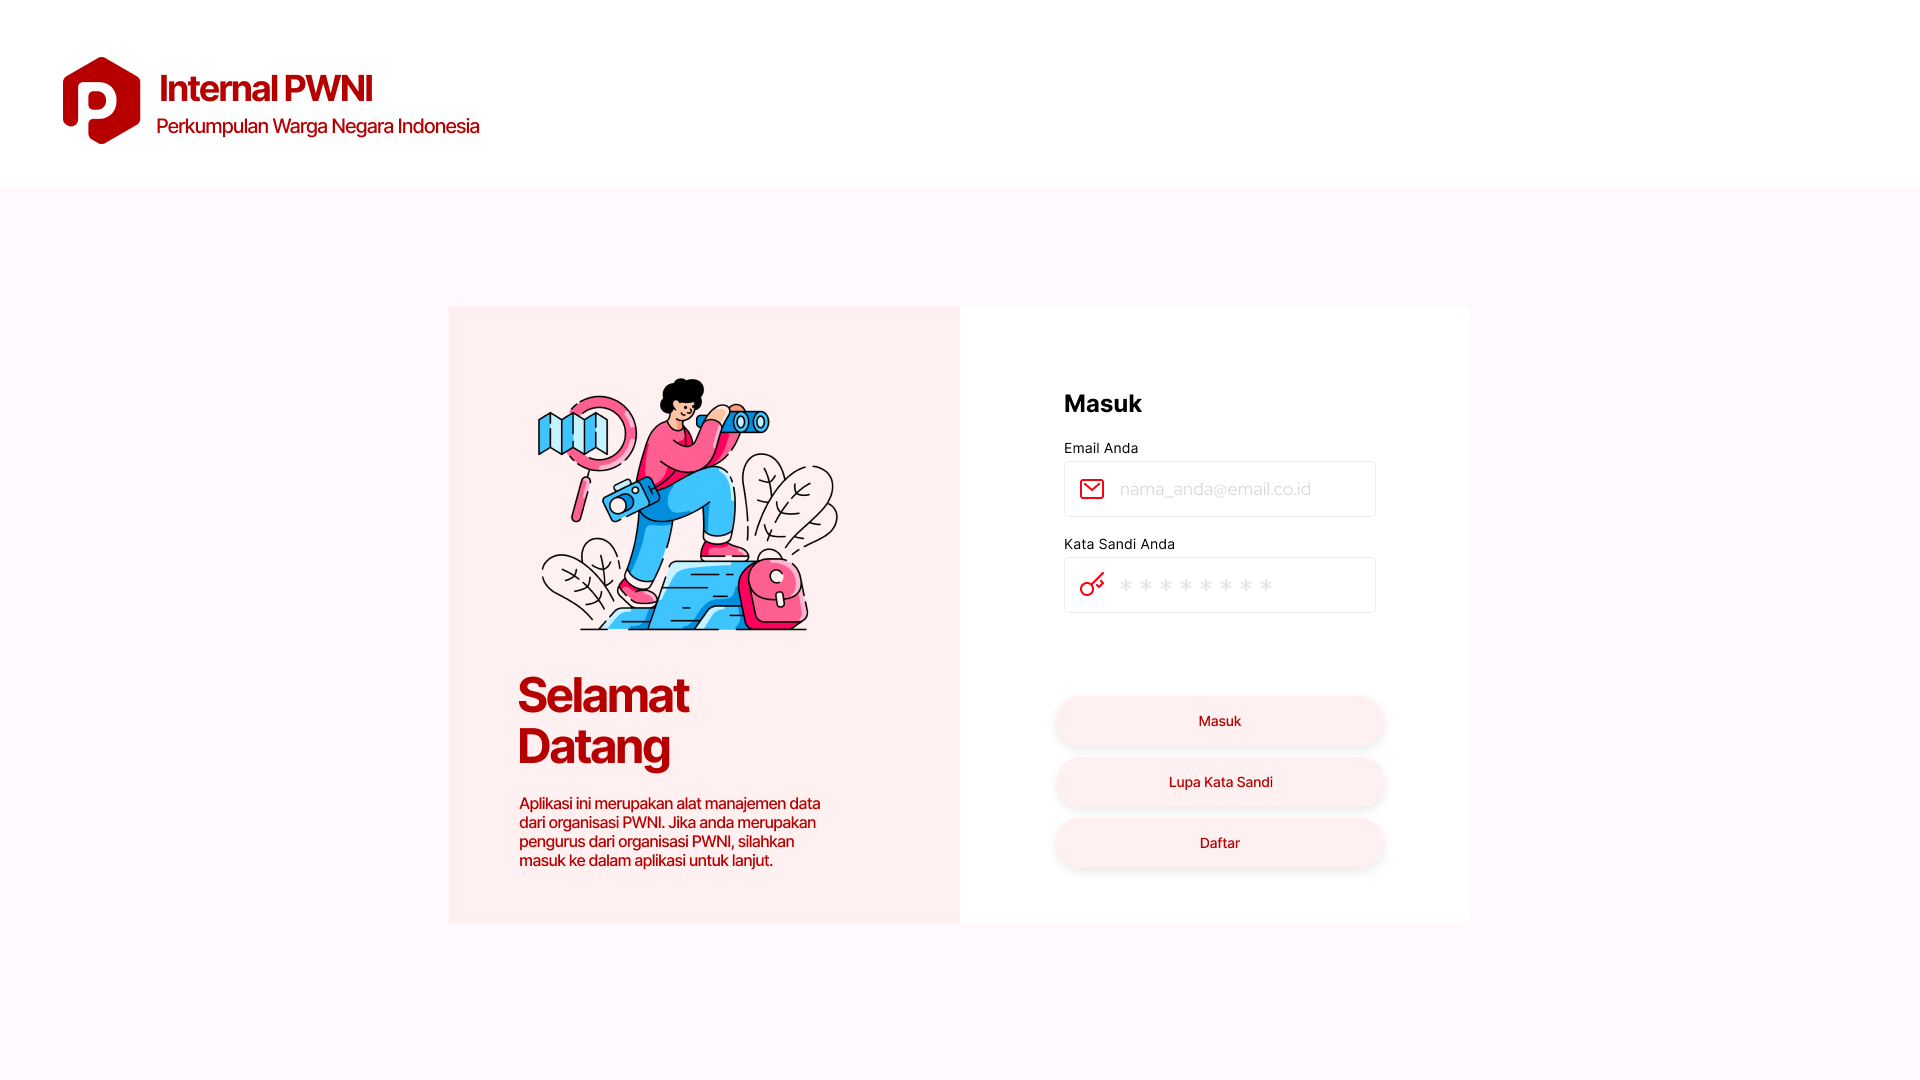 Internal PWNI
Perkumpulan Warga Negara Indonesia
Selamat
Datang
Aplikasi ini merupakan alat manajemen data
dari organisasi PWNI. Jika anda merupakan
pengurus dari organisasi PWNI, silahkan
masuk ke dalam aplikasi untuk lanjut.
Masuk
Email Anda
nama_anda@email.co.id
Kata Sandi Anda
* * * * * * * *
Masuk
Lupa Kata Sandi
Daftar